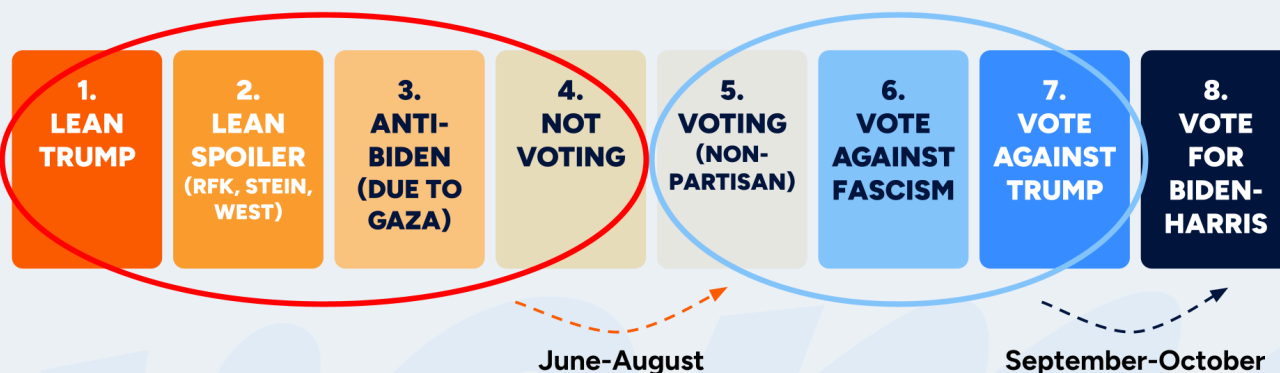 1.
LEAN
TRUMP
2.
LEAN
SPOILER
(RFK, STEIN,
WEST)
3.
ANTI-
BIDEN
(DUE TO
GAZA)
4.
NOT
VOTING
5.
VOTING
(NON-
PARTISAN)
6.
VOTE
AGAINST
FASCISM
7.
VOTE
AGAINST
TRUMP
8.
VOTE
FOR
BIDEN-
HARRIS
June-August
September-October